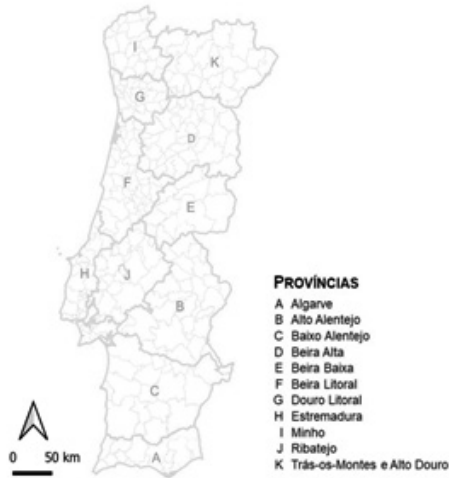 I
K
G
D
F
E
H
J
B
C
A
PROVÍNCIAS
A Algarve
B Alto Alentejo
C Baixo Alentejo
D Beira Alta
E Beira Baixa
F Beira Litoral
G Douro Litoral
H Estremadura
I Minho
J Ribatejo
K Trás-os-Montes e Alto Douro
0 50 km